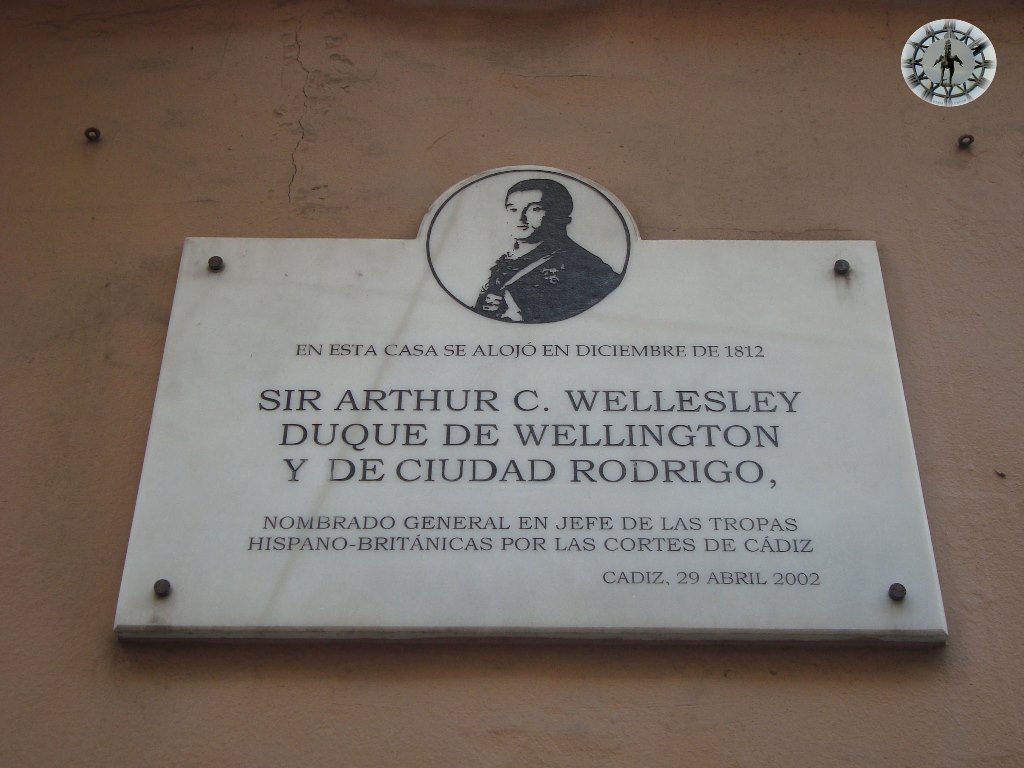 EN ESTA CASA SE ALOJÓ EN DICIEMBRE DE 1812
SIR ARTHUR C. WELLESLEY
DUQUE DE WELLINGTON
Y DE CIUDAD RODRIGO,
NOMBRADO GENERAL EN JEFE DE LAS TROPAS
HISPANO-BRITÁNICAS POR LAS CORTES DE CÁDIZ
CADIZ, 29 ABRIL 2002